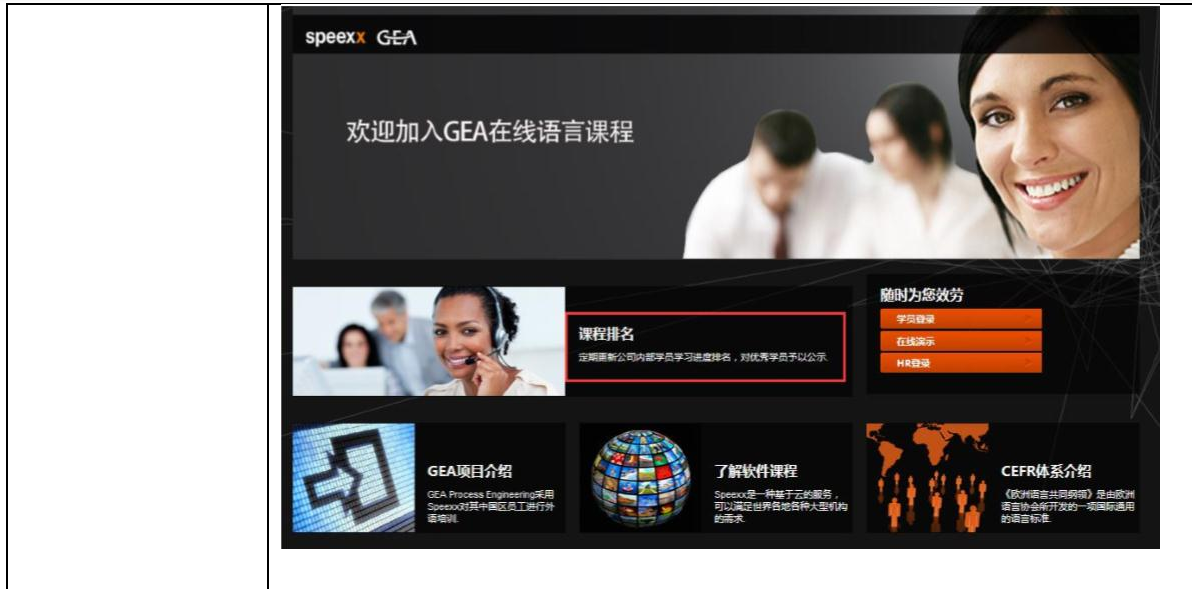 speexx GEA
欢迎加入GEA在线语言课程
课程排名
定期更新公司内部学员学习进度排名，对优秀学员予以公示.
随时为您效劳
学员登录
在线演示
HR登录
GEA项目介绍
GEA Process Engineering采用
Speexx对其中国区员工进行外
语培训.
了解软件课程
Speexx是一种基于云的服务，
可以满足世界各地各种大型机构
的需求.
CEFR体系介绍
《欧洲语言共同纲领》是由欧洲
语言协会所开发的一项国际通用
的语言标准.